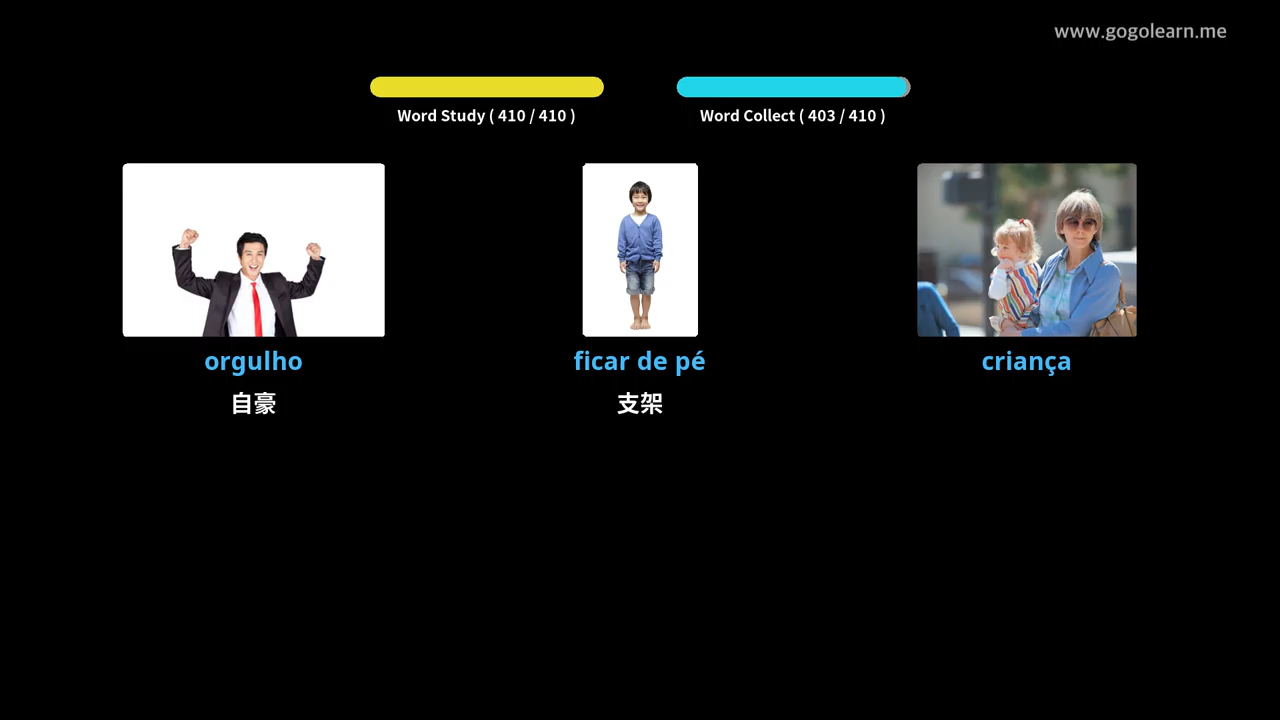 www.gogolearn.me
Word Study ( 410 / 410 )
Word Collect ( 403 / 410 )
orgulho
ficar de pé
criança
自豪
支架